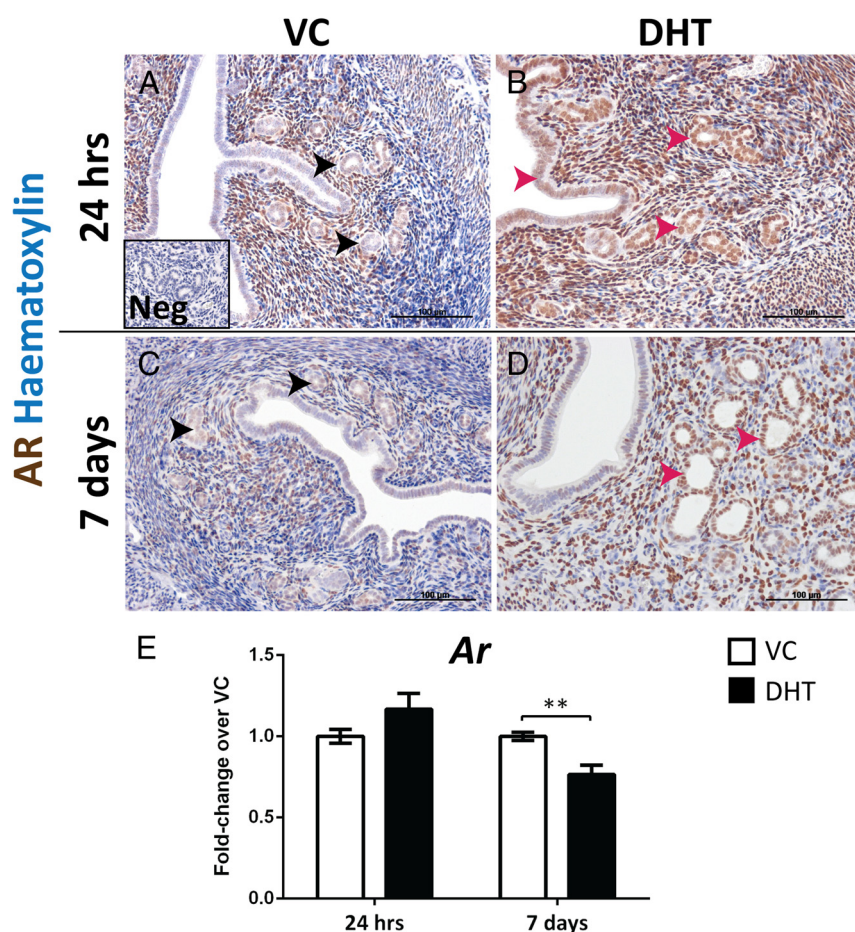 VC
DHT
AR Haematoxylin
24 hrs
A
B
Neg
100 µm
100 µm
7 days
C
D
100 µm
100 µm
E
Ar
VC
DHT
Fold-change over VC
1.5
1.0
0.5
0.0
**
24 hrs
7 days